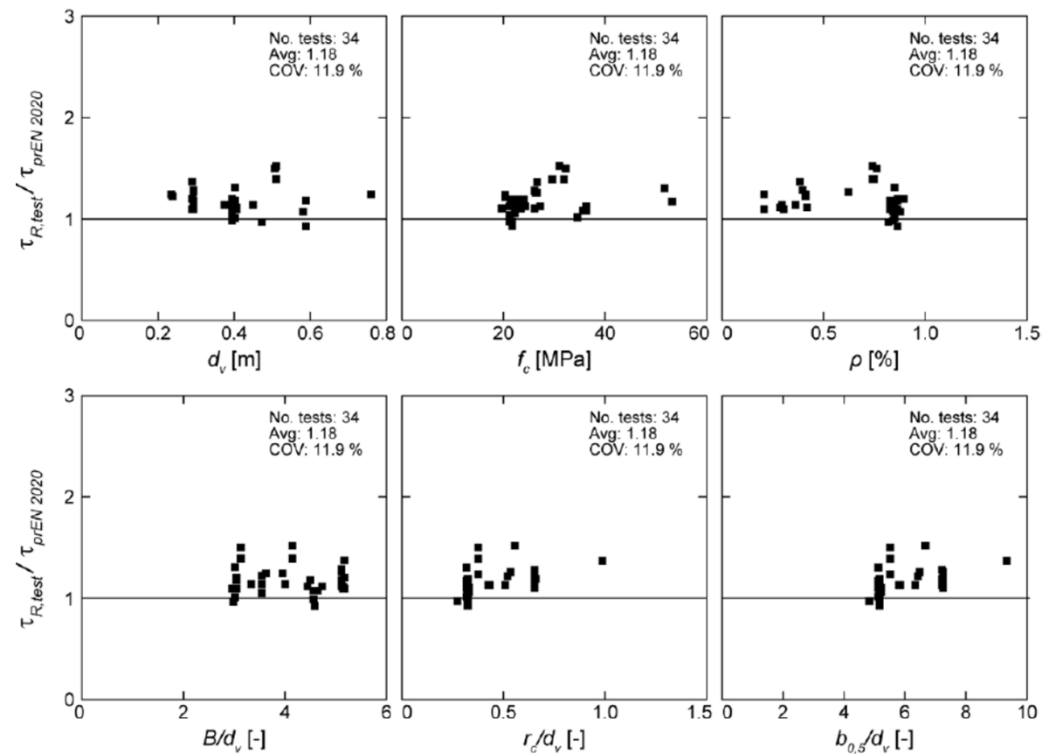 3
2
1
0
τR,test / τprEN 2020
No. tests: 34
Avg: 1.18
COV: 11.9 %
0 0.2 0.4 0.6 0.8
dv [m]
No. tests: 34
Avg: 1.18
COV: 11.9 %
0 20 40 60
fc [MPa]
No. tests: 34
Avg: 1.18
COV: 11.9 %
0 0.5 1.0 1.5
ρ [%]
3
2
1
0
τR,test / τprEN 2020
No. tests: 34
Avg: 1.18
COV: 11.9 %
2 4 6
B/dv [-]
No. tests: 34
Avg: 1.18
COV: 11.9 %
0 0.5 1.0 1.5
rc/dv [-]
No. tests: 34
Avg: 1.18
COV: 11.9 %
0 2 4 6 8 10
b0,5/dv [-]